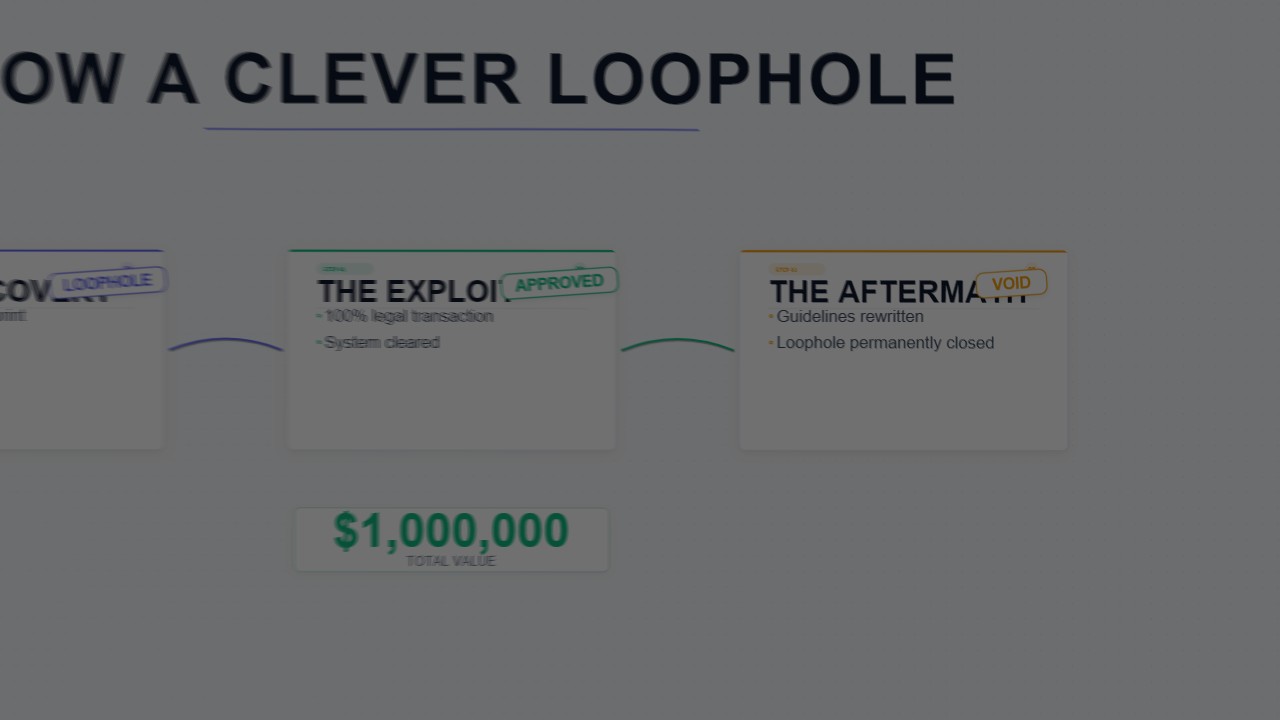 OW A CLEVER LOOPHOLE
LOOPHOLE
THE EXPLOIT
APPROVED
100% legal transaction
System cleared
THE AFTERMATH
VOID
Guidelines rewritten
Loophole permanently closed
$1,000,000
TOTAL VALUE